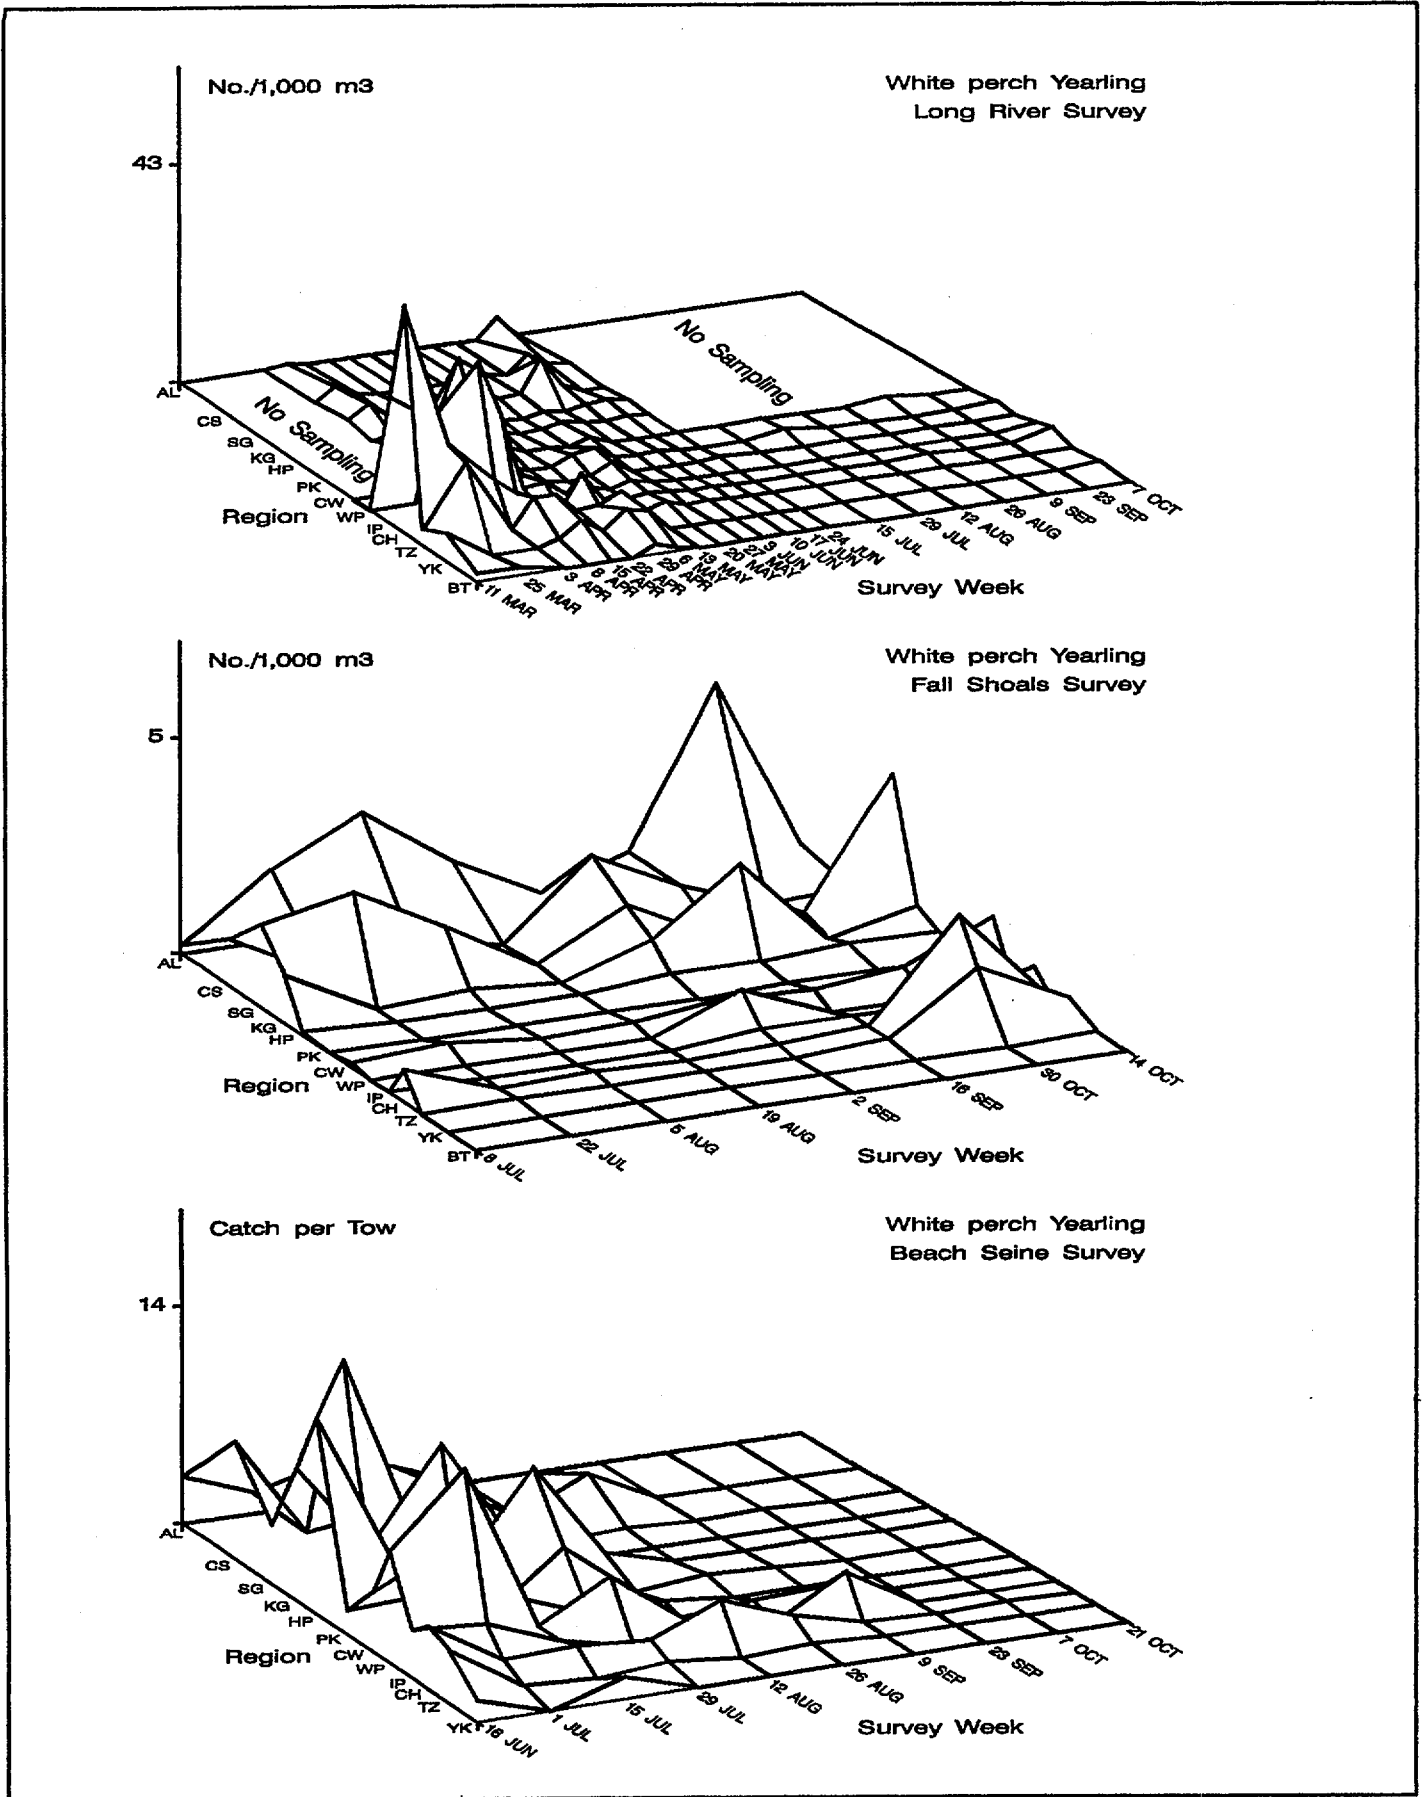 No./1,000 m3
White perch Yearling
Long River Survey
43
No Sampling
AL
CS
No Sampling
SG
KG
HP
PK
CW
WP
Region
IP
CH
TZ
YK
BT
11 MAR
25 MAR
3 APR
8 APR
15 APR
22 APR
29 APR
6 MAY
13 MAY
20 MAY
27 MAY
3 JUN
10 JUN
17 JUN
24 JUN
15 JUL
29 JUL
12 AUG
26 AUG
9 SEP
23 SEP
7 OCT
Survey Week
No./1,000 m3
White perch Yearling
Fall Shoals Survey
5
AL
CS
SG
KG
HP
PK
CW
WP
Region
IP
CH
TZ
YK
BT
8 JUL
22 JUL
5 AUG
19 AUG
2 SEP
16 SEP
30 OCT
14 OCT
Survey Week
Catch per Tow
White perch Yearling
Beach Seine Survey
14
AL
CS
SG
KG
HP
PK
CW
WP
Region
IP
CH
TZ
YK
16 JUN
1 JUL
15 JUL
29 JUL
12 AUG
26 AUG
9 SEP
23 SEP
7 OCT
21 OCT
Survey Week